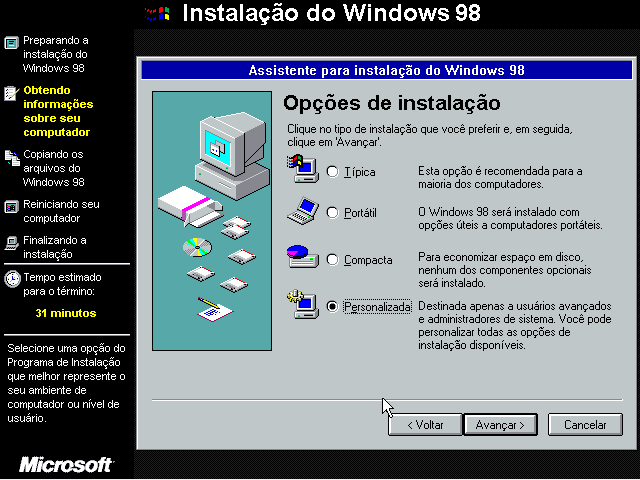 Instalação do Windows 98
Preparando a
instalação do
Windows 98
Obtendo
informações
sobre seu
computador
Copiando os
arquivos do
Windows 98
Reiniciando seu
computador
Finalizando a
instalação
Tempo estimado
para o término:
31 minutos
Selecione uma opção do
Programa de Instalação
que melhor represente o
seu ambiente de
computador ou nível de
usuário.
Microsoft
Assistente para instalação do Windows 98
Opções de instalação
Clique no tipo de instalação que você preferir e, em seguida,
clique em 'Avançar'.
Típica
Esta opção é recomendada para a
maioria dos computadores.
Portátil
O Windows 98 será instalado com
opções úteis a computadores portáteis.
Compacta
Para economizar espaço em disco,
nenhum dos componentes opcionais
será instalado.
Personalizada
Destinada apenas a usuários avançados
e administradores de sistema. Você pode
personalizar todas as opções de
instalação disponíveis.
< Voltar
Avançar >
Cancelar